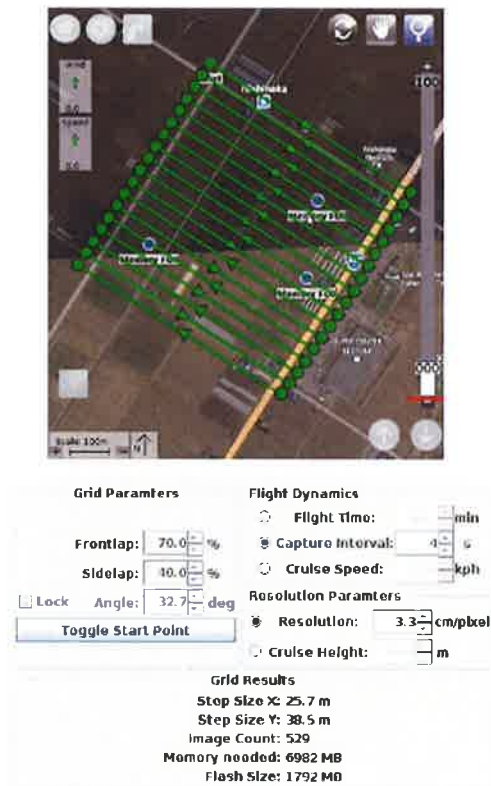 100
000
Scale: 100m
N
Grid Paramters
Frontlap: 70.0 %
Sidelap: 40.0 %
Lock Angle: 32.7 deg
Toggle Start Point
Flight Dynamics
Flight Time: min
Capture Interval: 4 s
Cruise Speed: kph
Resolution Paramters
Resolution: 3.3 cm/pixel
Cruise Height: m
Grid Results
Step Size X: 25.7 m
Step Size Y: 38.5 m
Image Count: 529
Memory needed: 6982 MB
Flash Size: 1792 MB